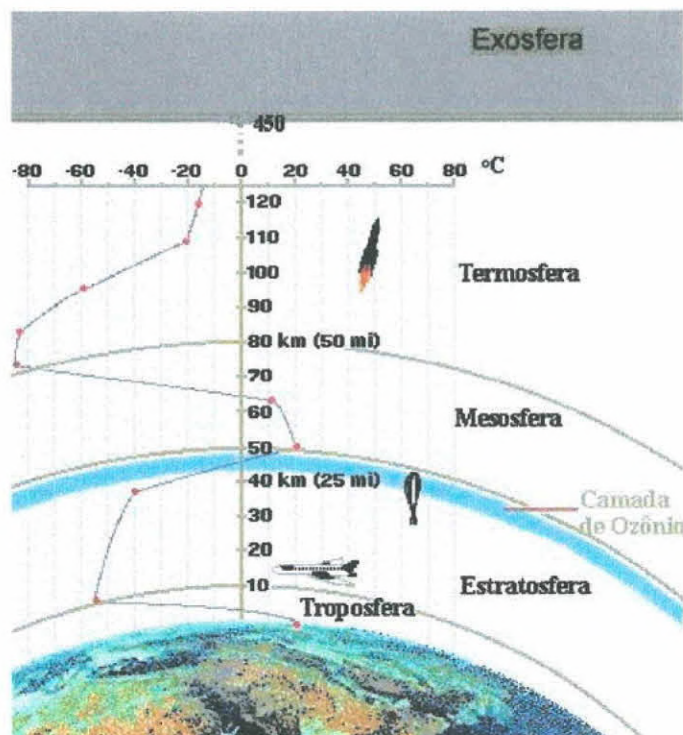 Exosfera
450
-80 -60 -40 -20 0 20 40 60 80 °C
120
110
100
Termosfera
90
80 km (50 mi)
70
60
Mesosfera
50
40 km (25 mi)
Camada
de Ozônio
30
20
Estratosfera
10
Troposfera